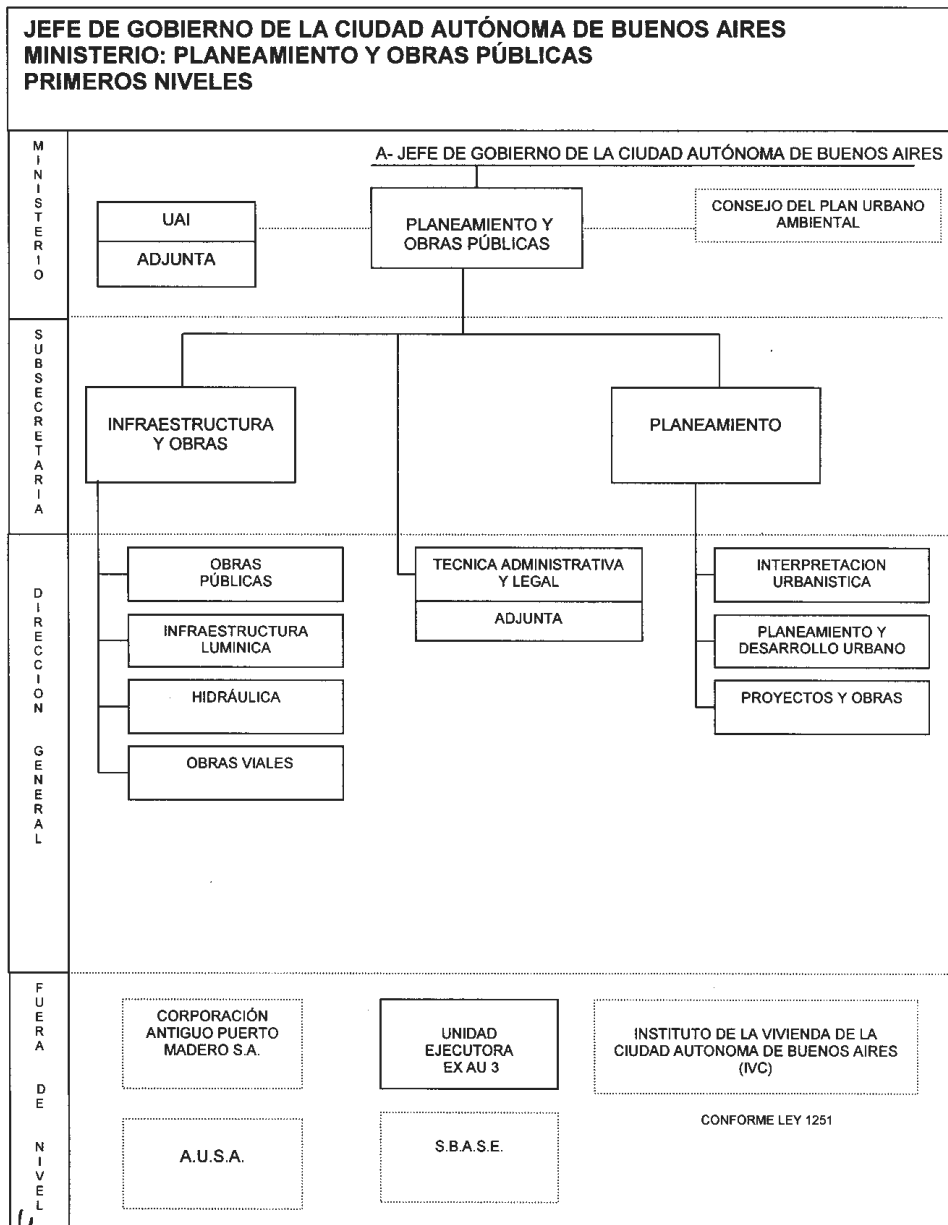 JEFE DE GOBIERNO DE LA CIUDAD AUTÓNOMA DE BUENOS AIRES
MINISTERIO: PLANEAMIENTO Y OBRAS PÚBLICAS
PRIMEROS NIVELES
MINISTERIO
A- JEFE DE GOBIERNO DE LA CIUDAD AUTÓNOMA DE BUENOS AIRES
UAI
ADJUNTA
PLANEAMIENTO Y
OBRAS PÚBLICAS
CONSEJO DEL PLAN URBANO
AMBIENTAL
SUBSECRETARIA
INFRAESTRUCTURA
Y OBRAS
PLANEAMIENTO
DIRECCION GENERAL
OBRAS
PÚBLICAS
INFRAESTRUCTURA
LUMINICA
HIDRÁULICA
OBRAS VIALES
TECNICA ADMINISTRATIVA
Y LEGAL
ADJUNTA
INTERPRETACION
URBANISTICA
PLANEAMIENTO Y
DESARROLLO URBANO
PROYECTOS Y OBRAS
FUERA DE NIVEL
CORPORACIÓN
ANTIGUO PUERTO
MADERO S.A.
UNIDAD
EJECUTORA
EX AU 3
INSTITUTO DE LA VIVIENDA DE LA
CIUDAD AUTONOMA DE BUENOS AIRES
(IVC)
CONFORME LEY 1251
A.U.S.A.
S.B.A.S.E.